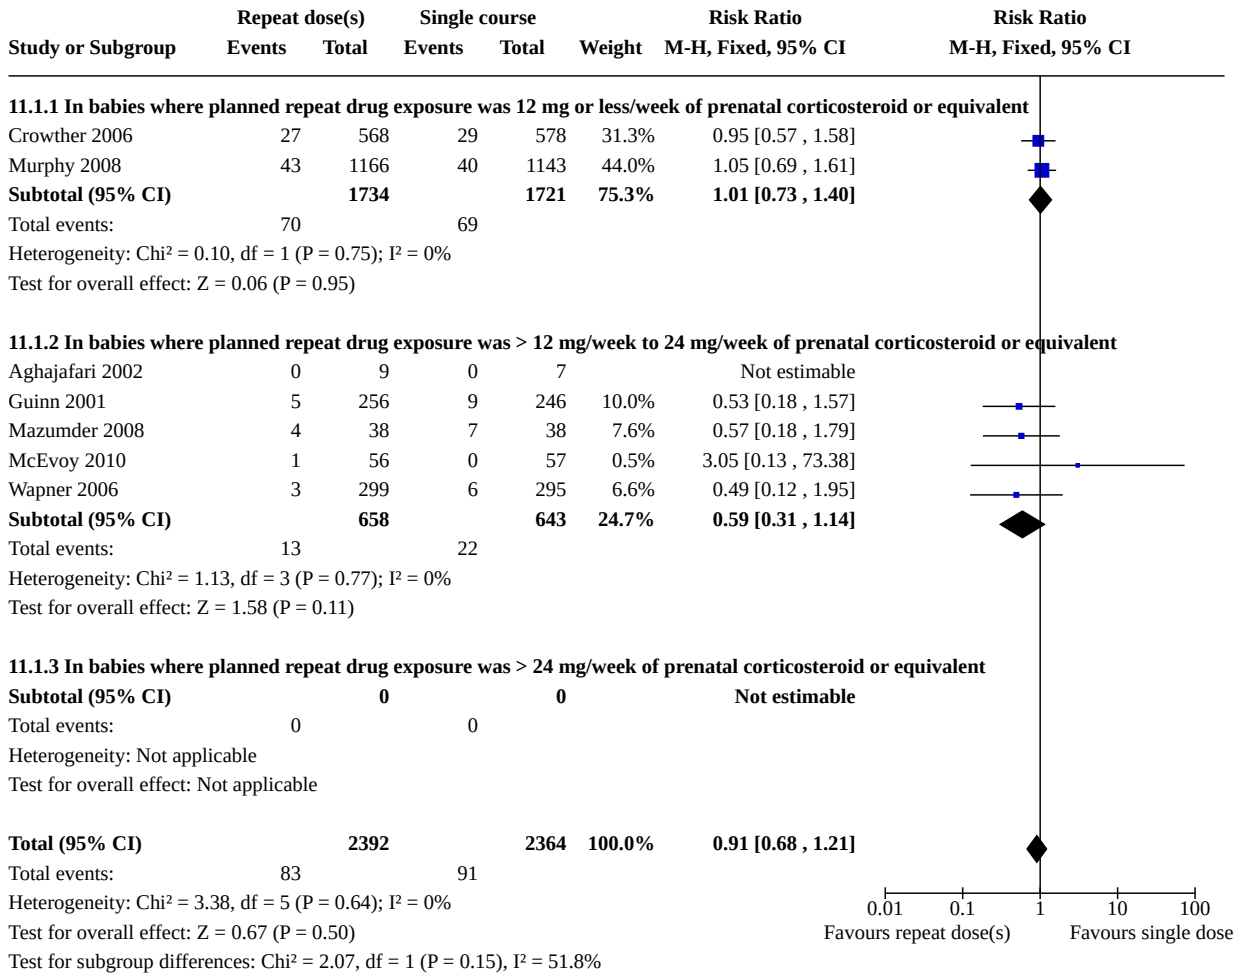 Repeat dose(s) Single course Risk Ratio Risk Ratio
Study or Subgroup Events Total Events Total Weight M-H, Fixed, 95% CI M-H, Fixed, 95% CI
11.1.1 In babies where planned repeat drug exposure was 12 mg or less/week of prenatal corticosteroid or equivalent
Crowther 2006 27 568 29 578 31.3% 0.95 [0.57 , 1.58]
Murphy 2008 43 1166 40 1143 44.0% 1.05 [0.69 , 1.61]
Subtotal (95% CI) 1734 1721 75.3% 1.01 [0.73 , 1.40]
Total events: 70 69
Heterogeneity: Chi² = 0.10, df = 1 (P = 0.75); I² = 0%
Test for overall effect: Z = 0.06 (P = 0.95)
11.1.2 In babies where planned repeat drug exposure was > 12 mg/week to 24 mg/week of prenatal corticosteroid or equivalent
Aghajafari 2002 0 9 0 7 Not estimable
Guinn 2001 5 256 9 246 10.0% 0.53 [0.18 , 1.57]
Mazumder 2008 4 38 7 38 7.6% 0.57 [0.18 , 1.79]
McEvoy 2010 1 56 0 57 0.5% 3.05 [0.13 , 73.38]
Wapner 2006 3 299 6 295 6.6% 0.49 [0.12 , 1.95]
Subtotal (95% CI) 658 643 24.7% 0.59 [0.31 , 1.14]
Total events: 13 22
Heterogeneity: Chi² = 1.13, df = 3 (P = 0.77); I² = 0%
Test for overall effect: Z = 1.58 (P = 0.11)
11.1.3 In babies where planned repeat drug exposure was > 24 mg/week of prenatal corticosteroid or equivalent
Subtotal (95% CI) 0 0 Not estimable
Total events: 0 0
Heterogeneity: Not applicable
Test for overall effect: Not applicable
Total (95% CI) 2392 2364 100.0% 0.91 [0.68 , 1.21]
Total events: 83 91
Heterogeneity: Chi² = 3.38, df = 5 (P = 0.64); I² = 0%
0.01 0.1 1 10 100
Test for overall effect: Z = 0.67 (P = 0.50) Favours repeat dose(s) Favours single dose
Test for subgroup differences: Chi² = 2.07, df = 1 (P = 0.15), I² = 51.8%